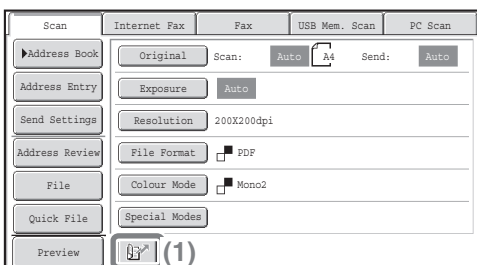 Scan Internet Fax Fax USB Mem. Scan PC Scan
Address Book Original Scan: Auto A4 Send: Auto
Address Entry Exposure Auto
Send Settings Resolution 200X200dpi
Address Review File Format PDF
File Colour Mode Mono2
Quick File Special Modes
Preview (1)